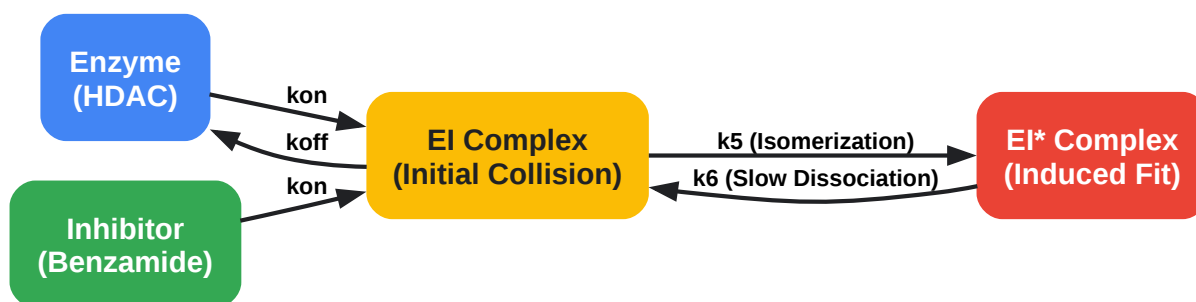 Enzyme
(HDAC)
kon
koff
kon
Inhibitor
(Benzamide)
EI Complex
(Initial Collision)
k5 (Isomerization)
k6 (Slow Dissociation)
EI* Complex
(Induced Fit)